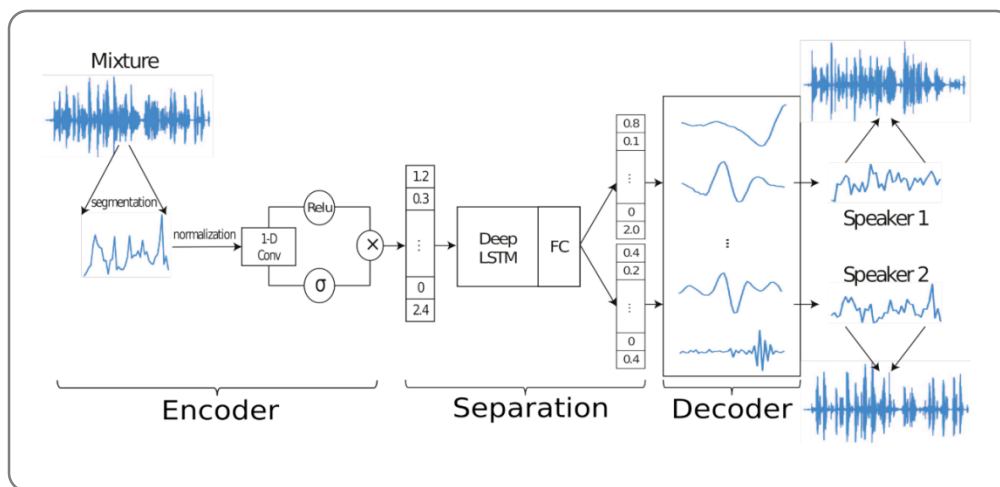 Mixture
segmentation
normalization
1-D
Conv
Relu
σ
×
1.2
0.3
⋮
0
2.4
Deep
LSTM
FC
0.8
0.1
⋮
0
2.0
0.4
0.2
⋮
0
0.4
...
Speaker 1
Speaker 2
Encoder
Separation
Decoder